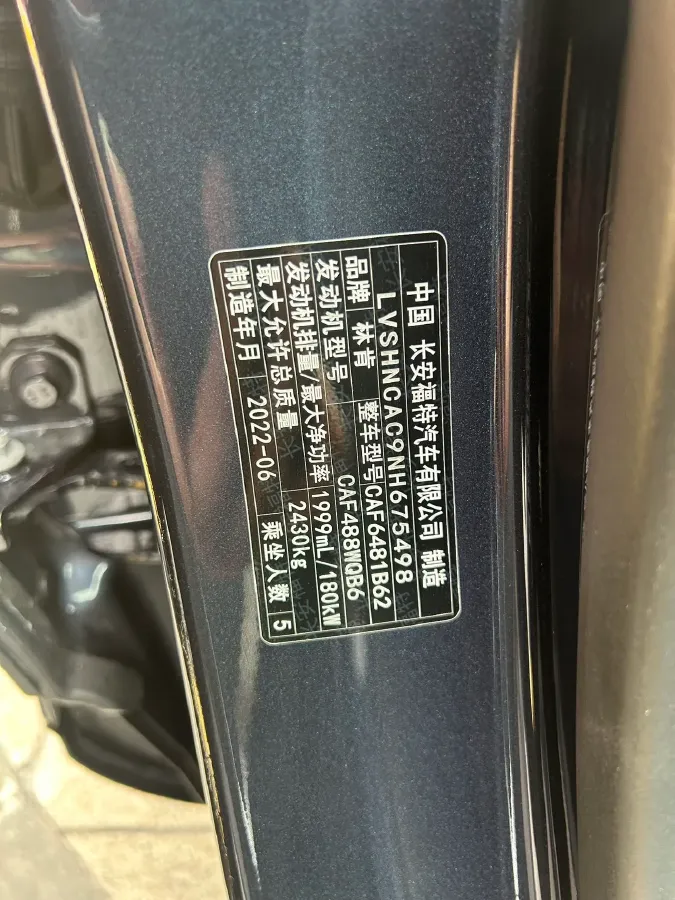 中国 长安福特汽车有限公司 制造
LVSHNCAC9NH675498
品牌 林肯 整车型号 CAF6481B62
发动机型号 CAF488WQB6
发动机排量/最大净功率 1999mL/180kW
最大允许总质量 2430kg
制造年月 2022-06 乘坐人数 5